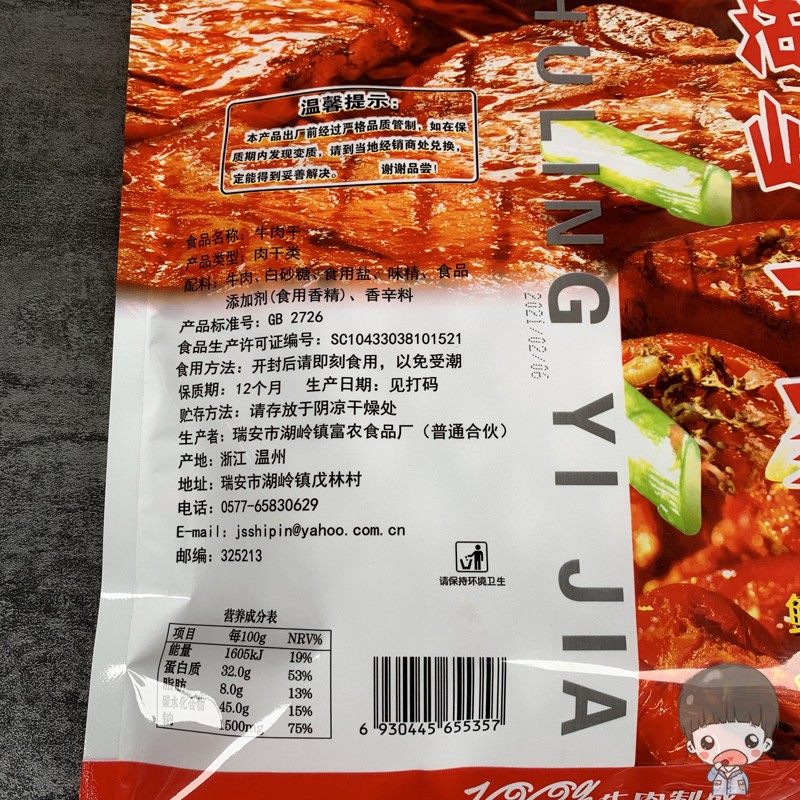 温馨提示:
本产品出厂前经过严格品质管制,如在保
质期内发现变质,请到当地经销商处兑换,
定能得到妥善解决。 谢谢品尝!
食品名称: 牛肉干
产品类型: 肉干类
配料: 牛肉、白砂糖、食用盐、味精、食品
添加剂(食用香精)、香辛料
产品标准号: GB 2726
食品生产许可证编号: SC10433038101521
食用方法: 开封后请即刻食用, 以免受潮
保质期: 12个月 生产日期: 见打码
贮存方法: 请存放于阴凉干燥处
生产者: 瑞安市湖岭镇富农食品厂(普通合伙)
产地: 浙江 温州
地址: 瑞安市湖岭镇戊林村
电话: 0577-65830629
E-mail: jsshipin@yahoo.com.cn
邮编: 325213
请保持环境卫生
营养成分表
项目 每100g NRV%
能量 1605kJ 19%
蛋白质 32.0g 53%
脂肪 8.0g 13%
碳水化合物 45.0g 15%
钠 1500mg 75%
6 930445 655357
HULING YI JIA
2021/02/06
100%牛肉制